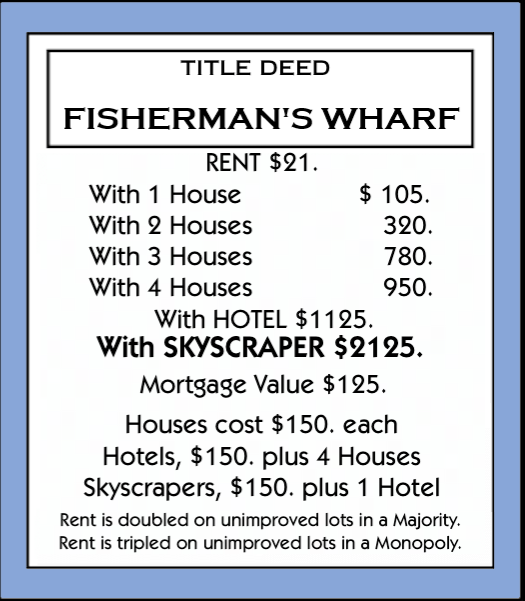 TITLE DEED
FISHERMAN'S WHARF
RENT $21.
With 1 House $ 105.
With 2 Houses 320.
With 3 Houses 780.
With 4 Houses 950.
With HOTEL $1125.
With SKYSCRAPER $2125.
Mortgage Value $125.
Houses cost $150. each
Hotels, $150. plus 4 Houses
Skyscrapers, $150. plus 1 Hotel
Rent is doubled on unimproved lots in a Majority.
Rent is tripled on unimproved lots in a Monopoly.